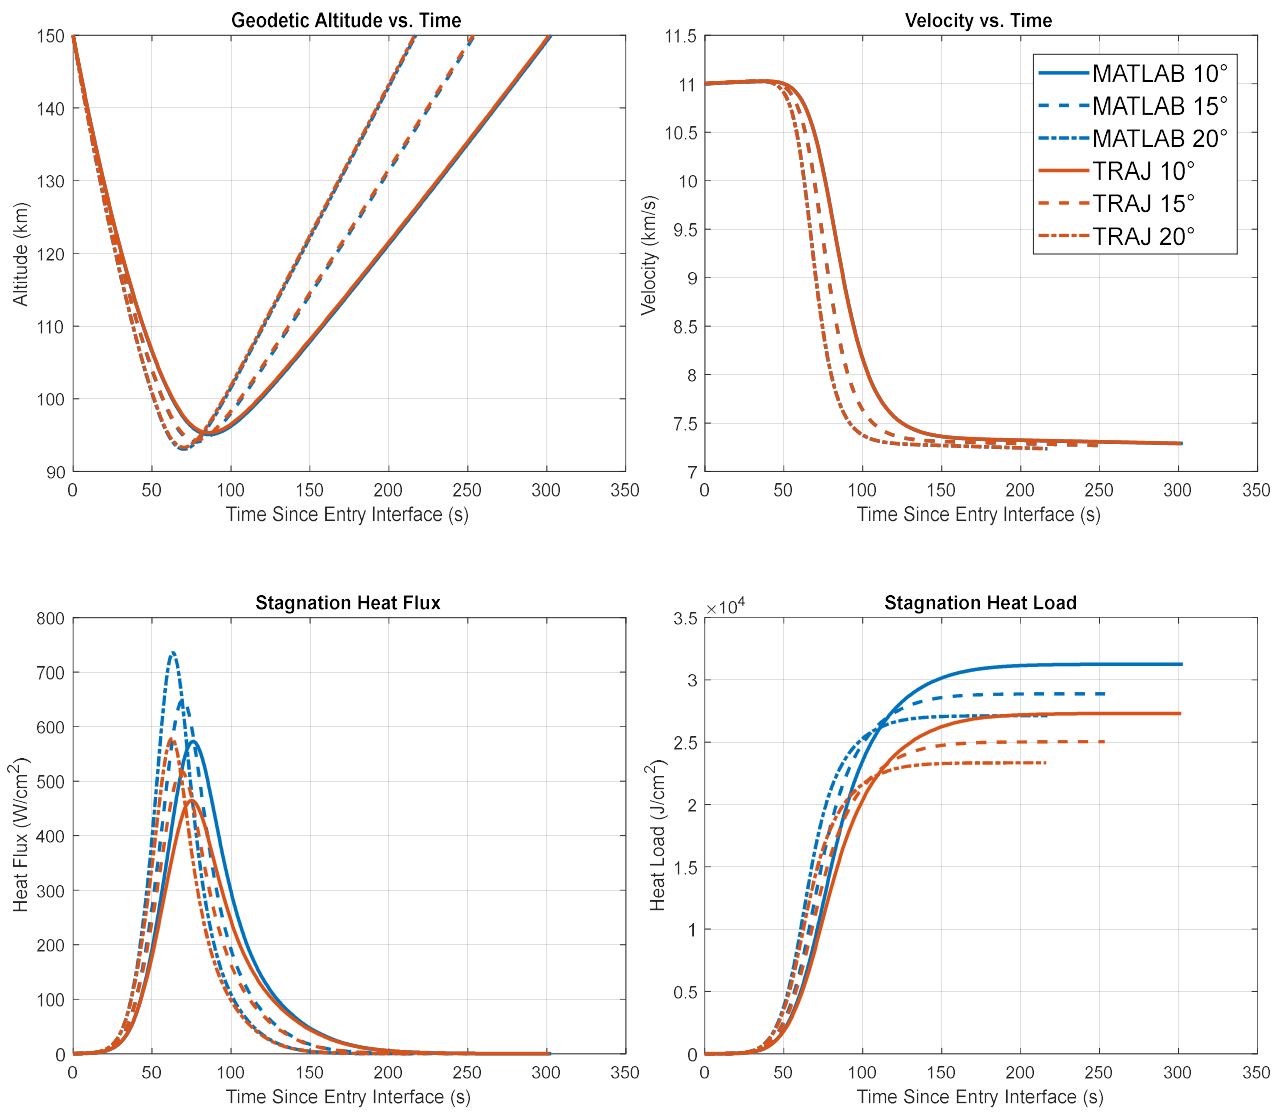 Geodetic Altitude vs. Time
150
140
130
120
110
100
90
Altitude (km)
0 50 100 150 200 250 300 350
Time Since Entry Interface (s)
Velocity vs. Time
11.5
11
10.5
10
9.5
9
8.5
8
7.5
7
Velocity (km/s)
MATLAB 10°
MATLAB 15°
MATLAB 20°
TRAJ 10°
TRAJ 15°
TRAJ 20°
0 50 100 150 200 250 300 350
Time Since Entry Interface (s)
Stagnation Heat Flux
800
700
600
500
400
300
200
100
0
Heat Flux (W/cm²)
0 50 100 150 200 250 300 350
Time Since Entry Interface (s)
Stagnation Heat Load
×10⁴
3.5
3
2.5
2
1.5
1
0.5
0
Heat Load (J/cm²)
0 50 100 150 200 250 300 350
Time Since Entry Interface (s)